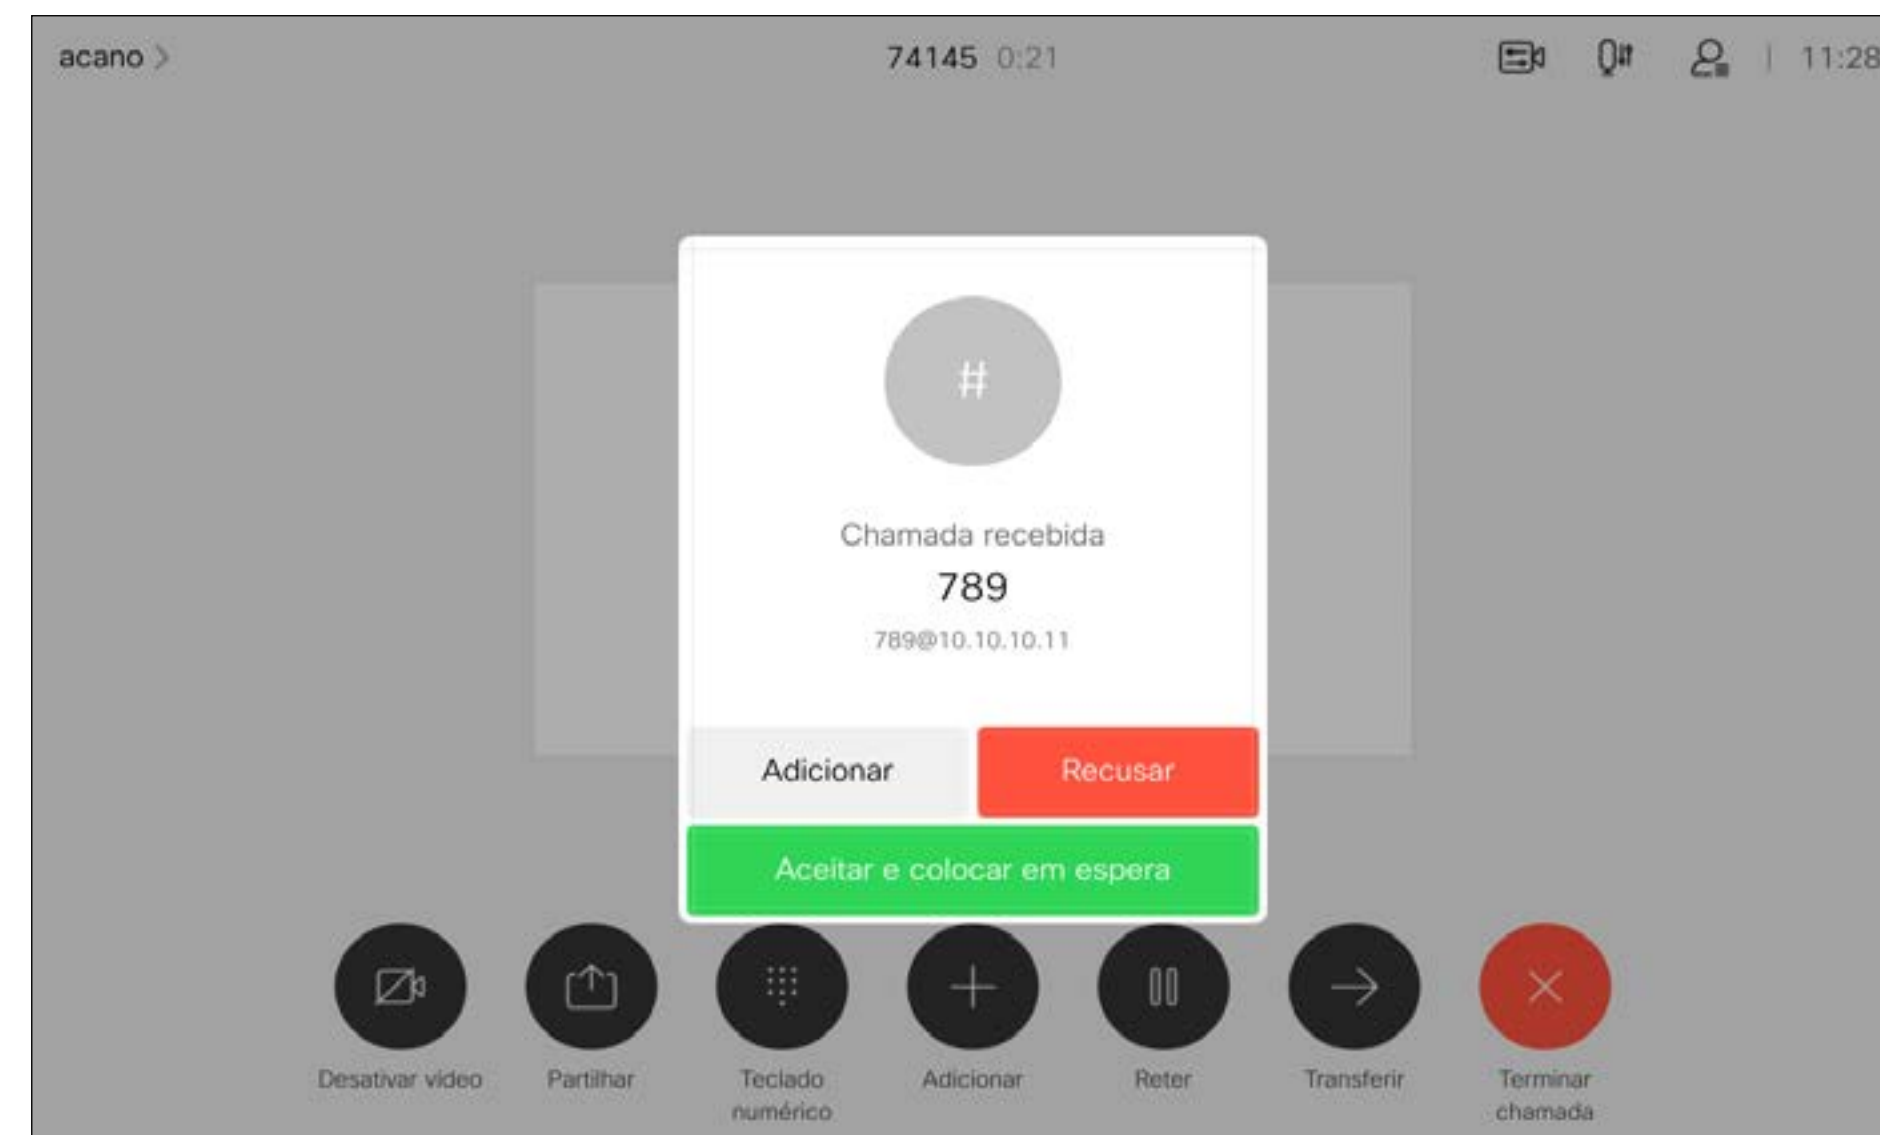 acano >
74145 0:21
11:28
#
Chamada recebida
789
789@10.10.10.11
Adicionar
Recusar
Aceitar e colocar em espera
Desativar vídeo
Partilhar
Teclado
numérico
Adicionar
Reter
Transferir
Terminar
chamada